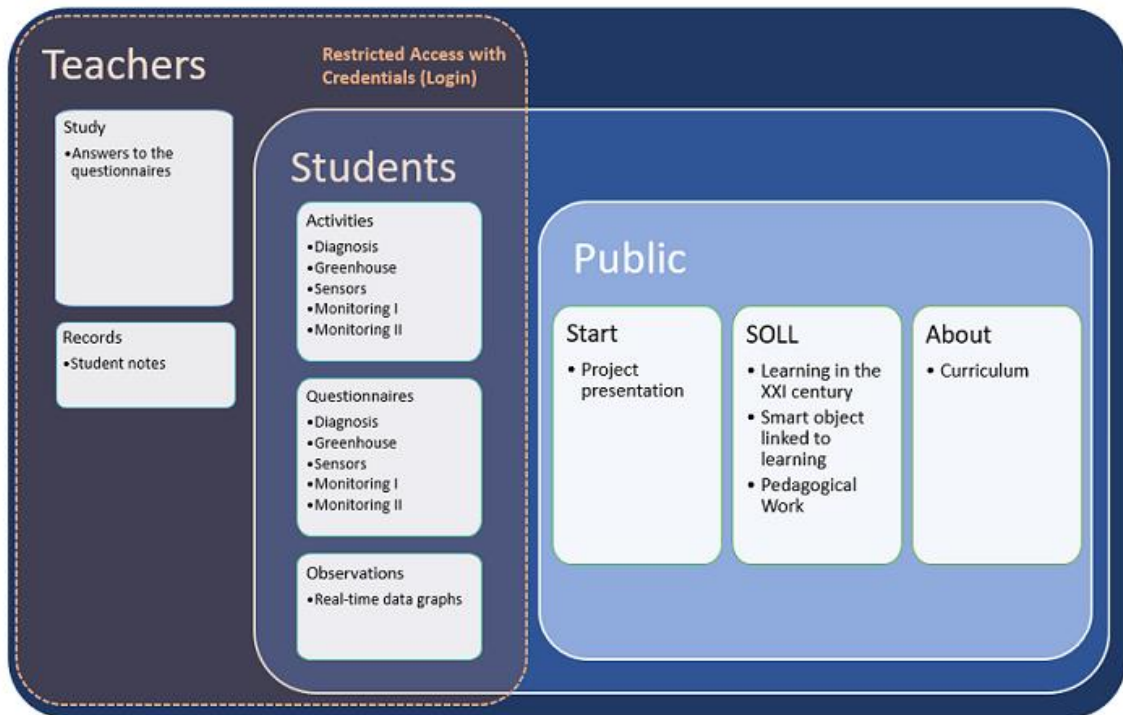 Teachers
Restricted Access with
Credentials (Login)
Study
•Answers to the
questionnaires
Records
•Student notes
Students
Activities
•Diagnosis
•Greenhouse
•Sensors
•Monitoring I
•Monitoring II
Questionnaires
•Diagnosis
•Greenhouse
•Sensors
•Monitoring I
•Monitoring II
Observations
•Real-time data graphs
Public
Start
• Project
presentation
SOLL
• Learning in the
XXI century
• Smart object
linked to
learning
• Pedagogical
Work
About
• Curriculum